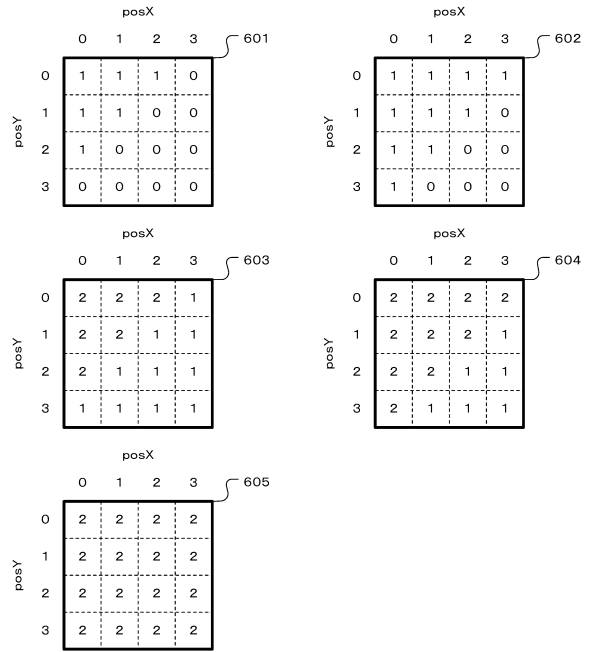 posX posX
0 1 2 3 601 0 1 2 3 602
0 1 1 1 0 0 1 1 1 1
1 1 1 0 0 1 1 1 1 0
posY posY
2 1 0 0 0 2 1 1 0 0
3 0 0 0 0 3 1 0 0 0
posX posX
0 1 2 3 603 0 1 2 3 604
0 2 2 2 1 0 2 2 2 2
1 2 2 1 1 1 2 2 2 1
posY posY
2 2 1 1 1 2 2 2 1 1
3 1 1 1 1 3 2 1 1 1
posX
0 1 2 3 605
0 2 2 2 2
1 2 2 2 2
posY
2 2 2 2 2
3 2 2 2 2